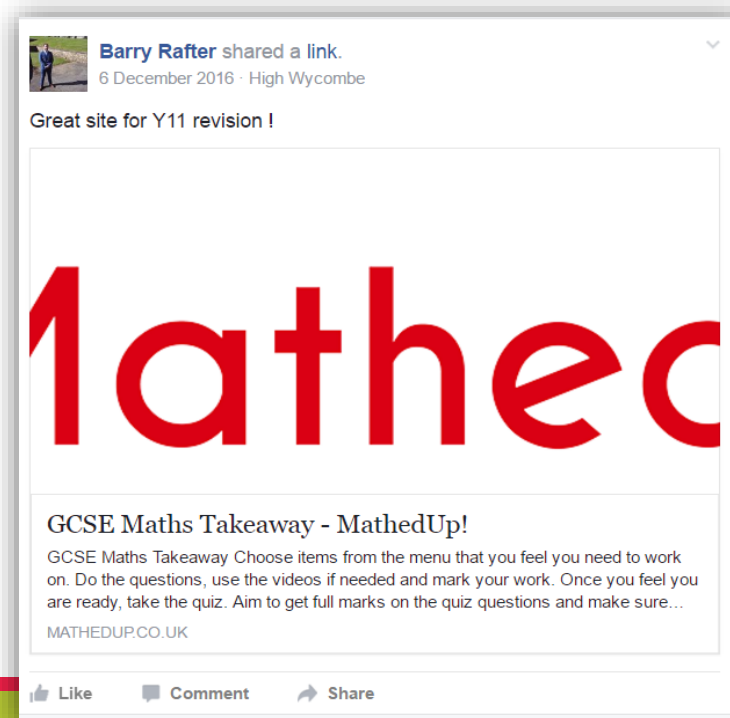 Barry Rafter shared a link.
6 December 2016 · High Wycombe
Great site for Y11 revision !
Mathed
GCSE Maths Takeaway - MathedUp!
GCSE Maths Takeaway Choose items from the menu that you feel you need to work
on. Do the questions, use the videos if needed and mark your work. Once you feel you
are ready, take the quiz. Aim to get full marks on the quiz questions and make sure...
MATHEDUP.CO.UK
Like Comment Share